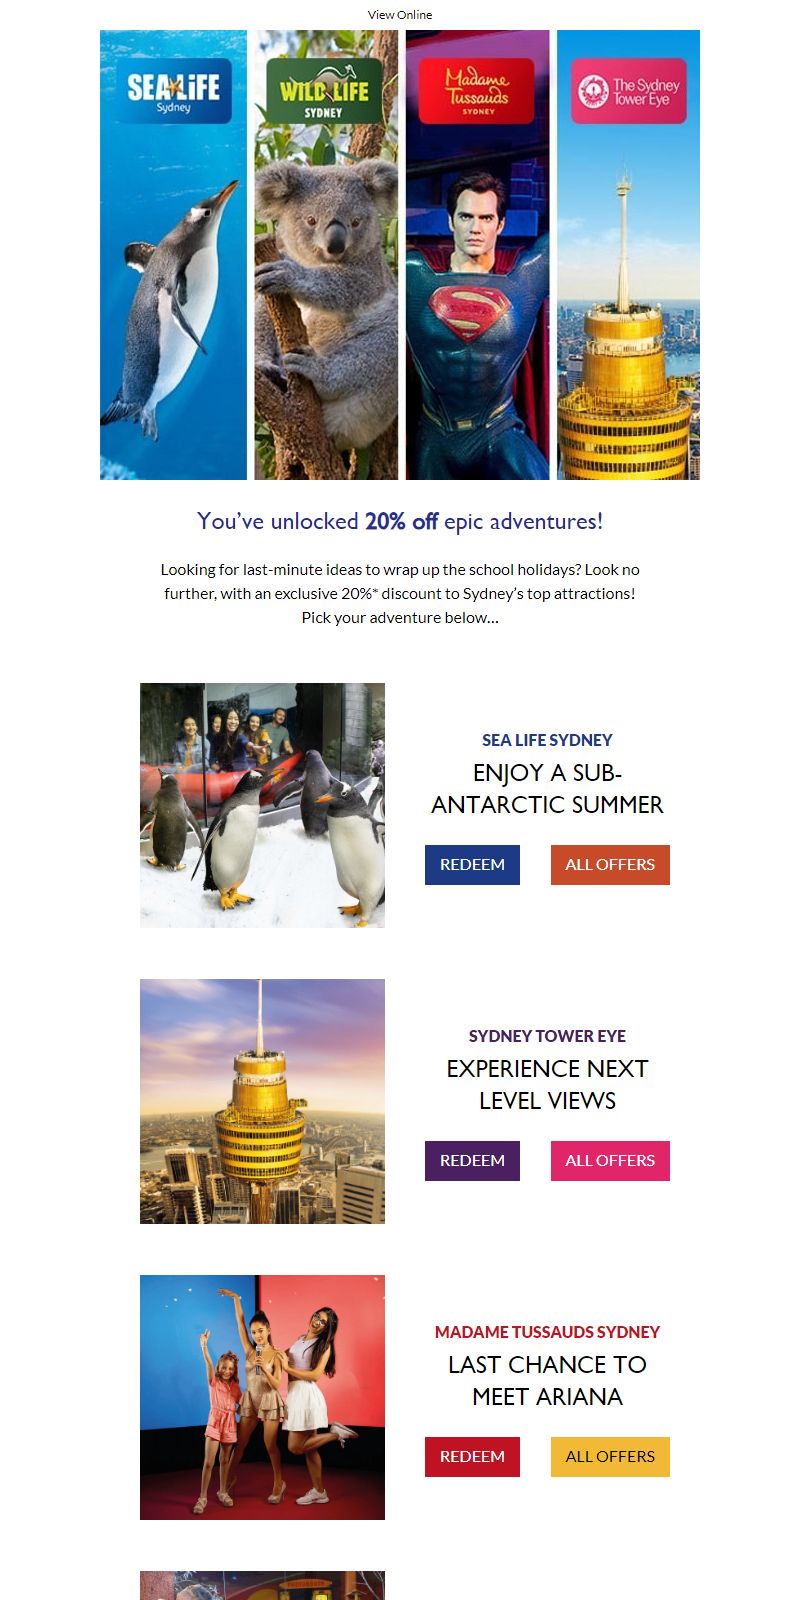 View Online
SEA LiFE
Sydney
WILD LIFE
SYDNEY
Madame
Tussauds
SYDNEY
The Sydney
Tower Eye
You've unlocked 20% off epic adventures!
Looking for last-minute ideas to wrap up the school holidays? Look no
further, with an exclusive 20%* discount to Sydney's top attractions!
Pick your adventure below...
SEA LIFE SYDNEY
ENJOY A SUB-
ANTARCTIC SUMMER
REDEEM
ALL OFFERS
SYDNEY TOWER EYE
EXPERIENCE NEXT
LEVEL VIEWS
REDEEM
ALL OFFERS
MADAME TUSSAUDS SYDNEY
LAST CHANCE TO
MEET ARIANA
REDEEM
ALL OFFERS